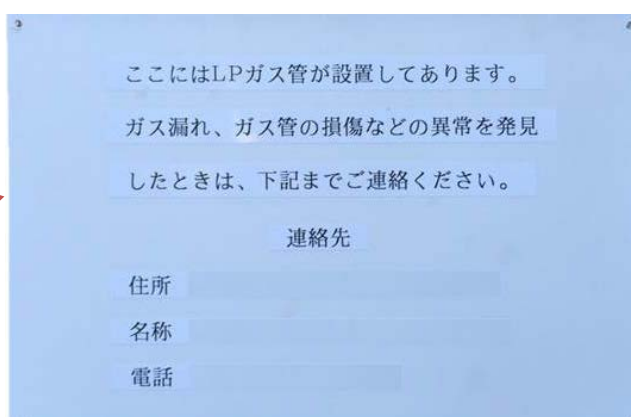 ここにはLPガス管が設置してあります。
ガス漏れ、ガス管の損傷などの異常を発見
したときは、下記までご連絡ください。
連絡先
住所
名称
電話